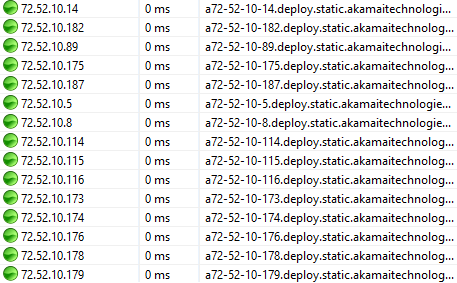 72.52.10.14 0 ms a72-52-10-14.deploy.static.akamaitechnologi...
72.52.10.182 0 ms a72-52-10-182.deploy.static.akamaitechnolog...
72.52.10.89 0 ms a72-52-10-89.deploy.static.akamaitechnologi...
72.52.10.175 0 ms a72-52-10-175.deploy.static.akamaitechnolog...
72.52.10.187 0 ms a72-52-10-187.deploy.static.akamaitechnolog...
72.52.10.5 0 ms a72-52-10-5.deploy.static.akamaitechnologie...
72.52.10.8 0 ms a72-52-10-8.deploy.static.akamaitechnologie...
72.52.10.114 0 ms a72-52-10-114.deploy.static.akamaitechnolog...
72.52.10.115 0 ms a72-52-10-115.deploy.static.akamaitechnolog...
72.52.10.116 0 ms a72-52-10-116.deploy.static.akamaitechnolog...
72.52.10.173 0 ms a72-52-10-173.deploy.static.akamaitechnolog...
72.52.10.174 0 ms a72-52-10-174.deploy.static.akamaitechnolog...
72.52.10.176 0 ms a72-52-10-176.deploy.static.akamaitechnolog...
72.52.10.178 0 ms a72-52-10-178.deploy.static.akamaitechnolog...
72.52.10.179 0 ms a72-52-10-179.deploy.static.akamaitechnolog...